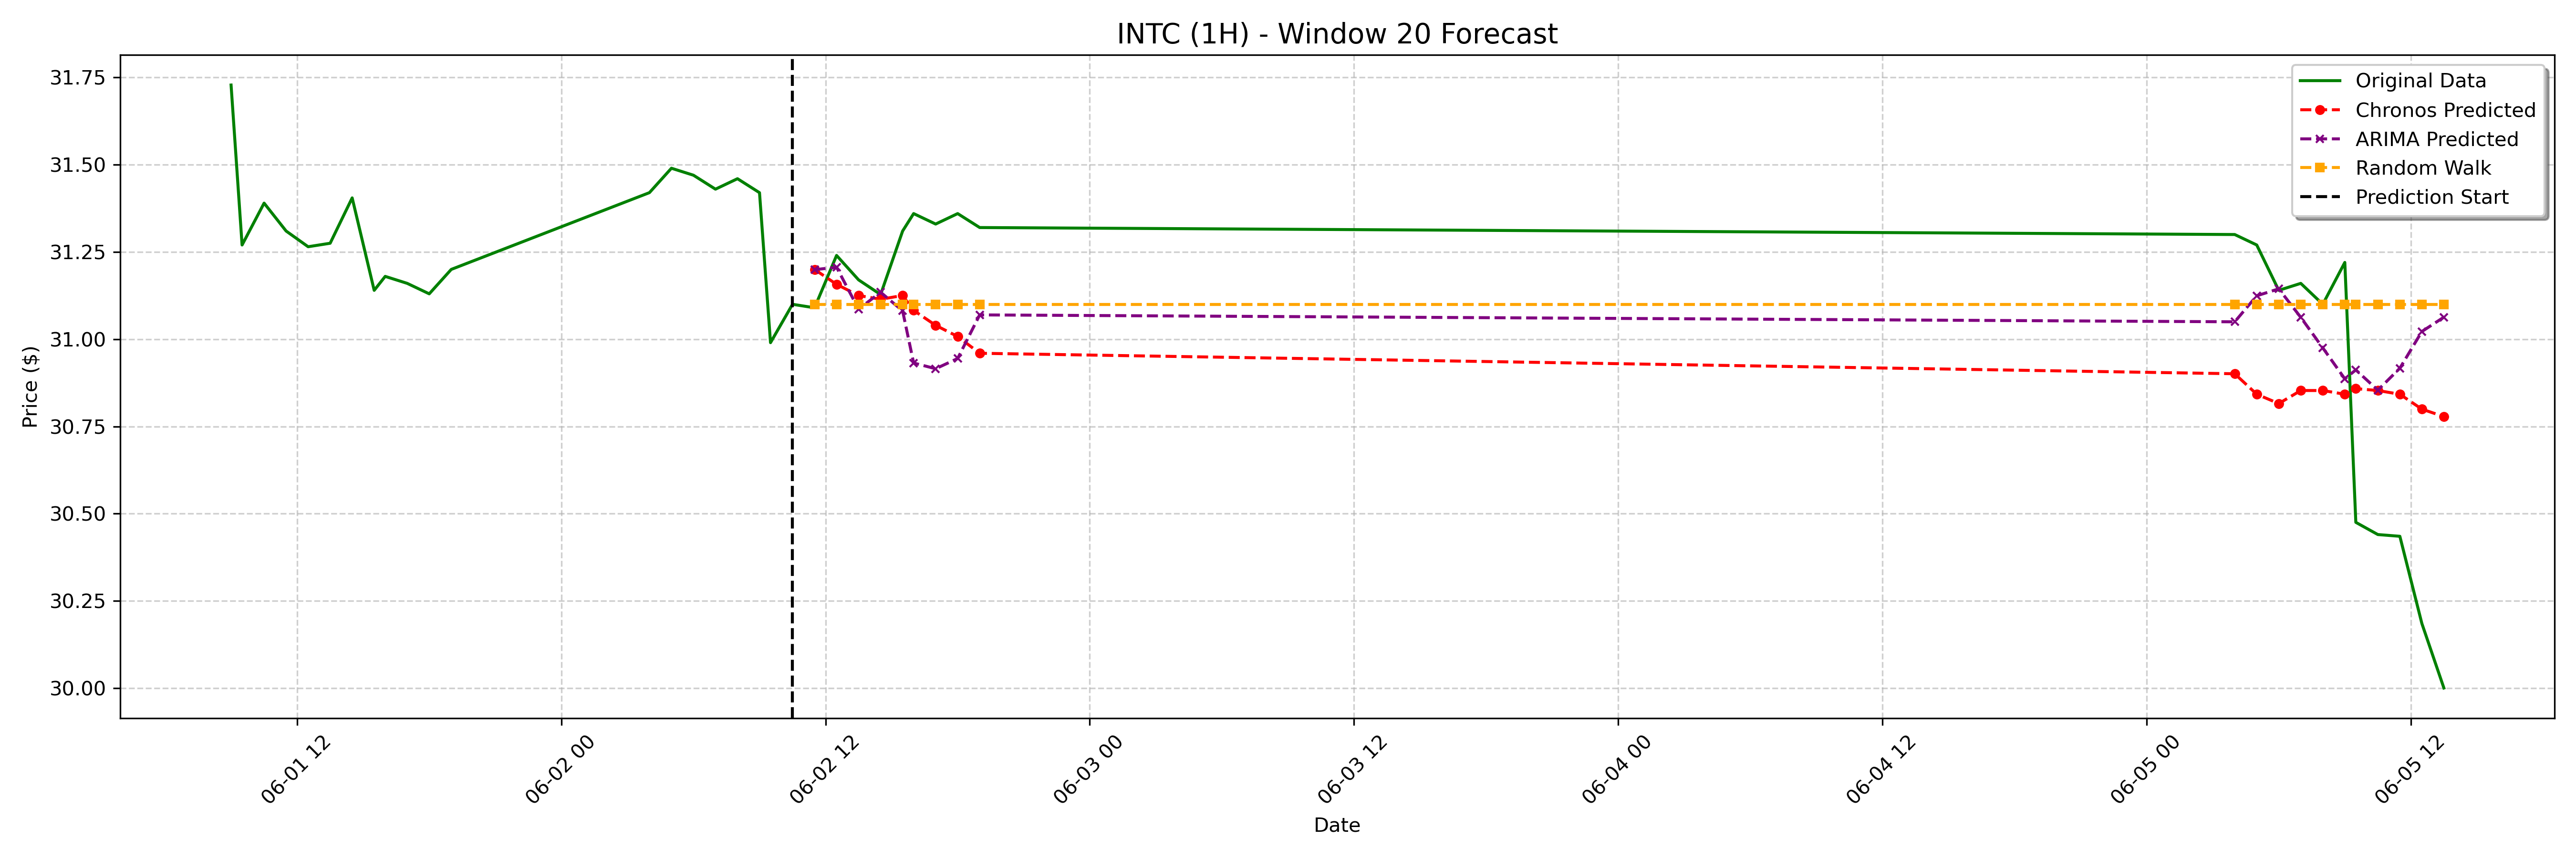 INTC (1H) - Window 20 Forecast
Original Data
Chronos Predicted
ARIMA Predicted
Random Walk
Prediction Start
Price ($)
31.75
31.50
31.25
31.00
30.75
30.50
30.25
30.00
06-01 12
06-02 00
06-02 12
06-03 00
06-03 12
06-04 00
06-04 12
06-05 00
06-05 12
Date